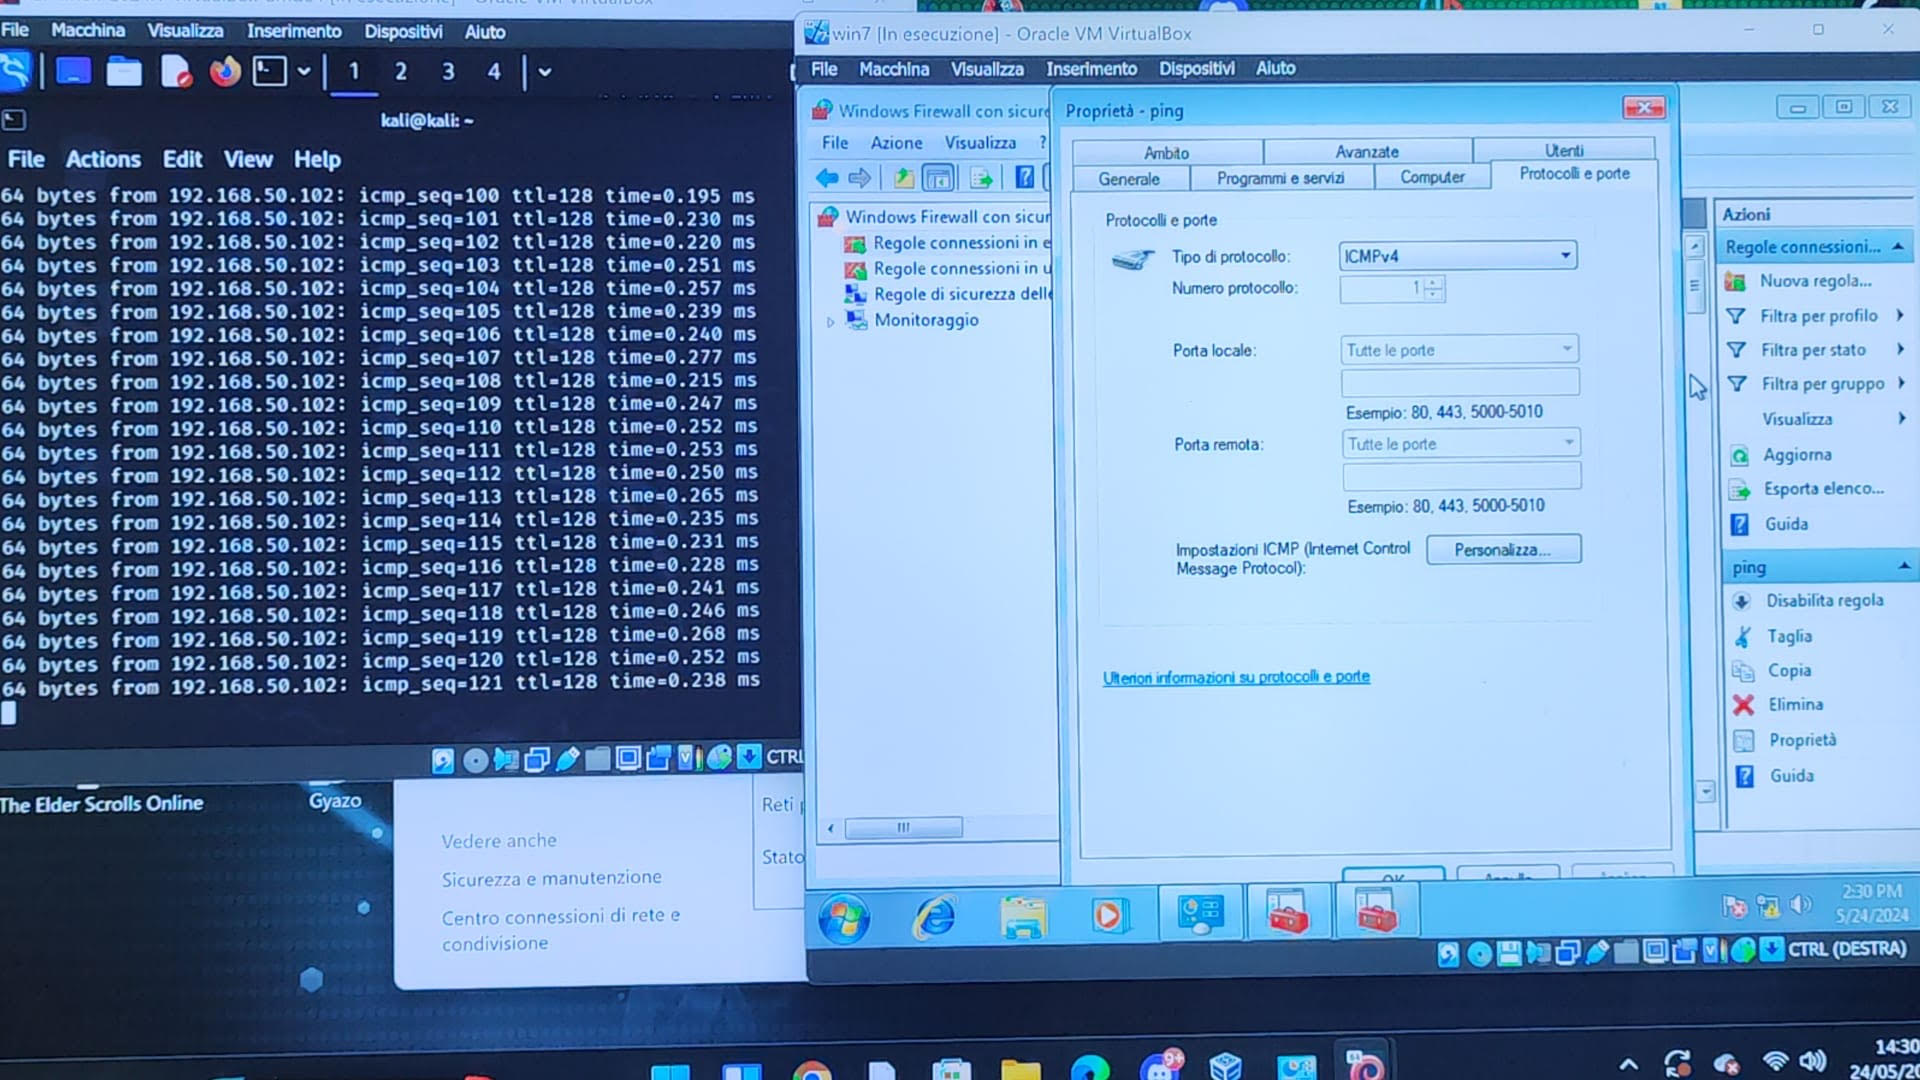 File Macchina Visualizza Inserimento Dispositivi Aiuto
1 2 3 4
kali@kali: ~
File Actions Edit View Help
64 bytes from 192.168.50.102: icmp_seq=100 ttl=128 time=0.195 ms
64 bytes from 192.168.50.102: icmp_seq=101 ttl=128 time=0.230 ms
64 bytes from 192.168.50.102: icmp_seq=102 ttl=128 time=0.220 ms
64 bytes from 192.168.50.102: icmp_seq=103 ttl=128 time=0.251 ms
64 bytes from 192.168.50.102: icmp_seq=104 ttl=128 time=0.257 ms
64 bytes from 192.168.50.102: icmp_seq=105 ttl=128 time=0.239 ms
64 bytes from 192.168.50.102: icmp_seq=106 ttl=128 time=0.240 ms
64 bytes from 192.168.50.102: icmp_seq=107 ttl=128 time=0.277 ms
64 bytes from 192.168.50.102: icmp_seq=108 ttl=128 time=0.215 ms
64 bytes from 192.168.50.102: icmp_seq=109 ttl=128 time=0.247 ms
64 bytes from 192.168.50.102: icmp_seq=110 ttl=128 time=0.252 ms
64 bytes from 192.168.50.102: icmp_seq=111 ttl=128 time=0.253 ms
64 bytes from 192.168.50.102: icmp_seq=112 ttl=128 time=0.250 ms
64 bytes from 192.168.50.102: icmp_seq=113 ttl=128 time=0.265 ms
64 bytes from 192.168.50.102: icmp_seq=114 ttl=128 time=0.235 ms
64 bytes from 192.168.50.102: icmp_seq=115 ttl=128 time=0.231 ms
64 bytes from 192.168.50.102: icmp_seq=116 ttl=128 time=0.228 ms
64 bytes from 192.168.50.102: icmp_seq=117 ttl=128 time=0.241 ms
64 bytes from 192.168.50.102: icmp_seq=118 ttl=128 time=0.246 ms
64 bytes from 192.168.50.102: icmp_seq=119 ttl=128 time=0.268 ms
64 bytes from 192.168.50.102: icmp_seq=120 ttl=128 time=0.252 ms
64 bytes from 192.168.50.102: icmp_seq=121 ttl=128 time=0.238 ms
CTRL
The Elder Scrolls Online
Gyazo
Vedere anche
Sicurezza e manutenzione
Centro connessioni di rete e
condivisione
Reti
Stato
win7 [In esecuzione] - Oracle VM VirtualBox
File Macchina Visualizza Inserimento Dispositivi Aiuto
Windows Firewall con sicure
File Azione Visualizza ?
Windows Firewall con sicur
Regole connessioni in e
Regole connessioni in u
Regole di sicurezza delle
Monitoraggio
Proprietà - ping
Ambito Avanzate Utenti
Generale Programmi e servizi Computer Protocolli e porte
Protocolli e porte
Tipo di protocollo: ICMPv4
Numero protocollo: 1
Porta locale: Tutte le porte
Esempio: 80, 443, 5000-5010
Porta remota: Tutte le porte
Esempio: 80, 443, 5000-5010
Impostazioni ICMP (Internet Control
Message Protocol):
Personalizza...
Ulteriori informazioni su protocolli e porte
OK Annulla
Azioni
Regole connessioni...
Nuova regola...
Filtra per profilo
Filtra per stato
Filtra per gruppo
Visualizza
Aggiorna
Esporta elenco...
Guida
ping
Disabilita regola
Taglia
Copia
Elimina
Proprietà
Guida
2:30 PM
5/24/2024
CTRL (DESTRA)
9+
14:30
24/05/20